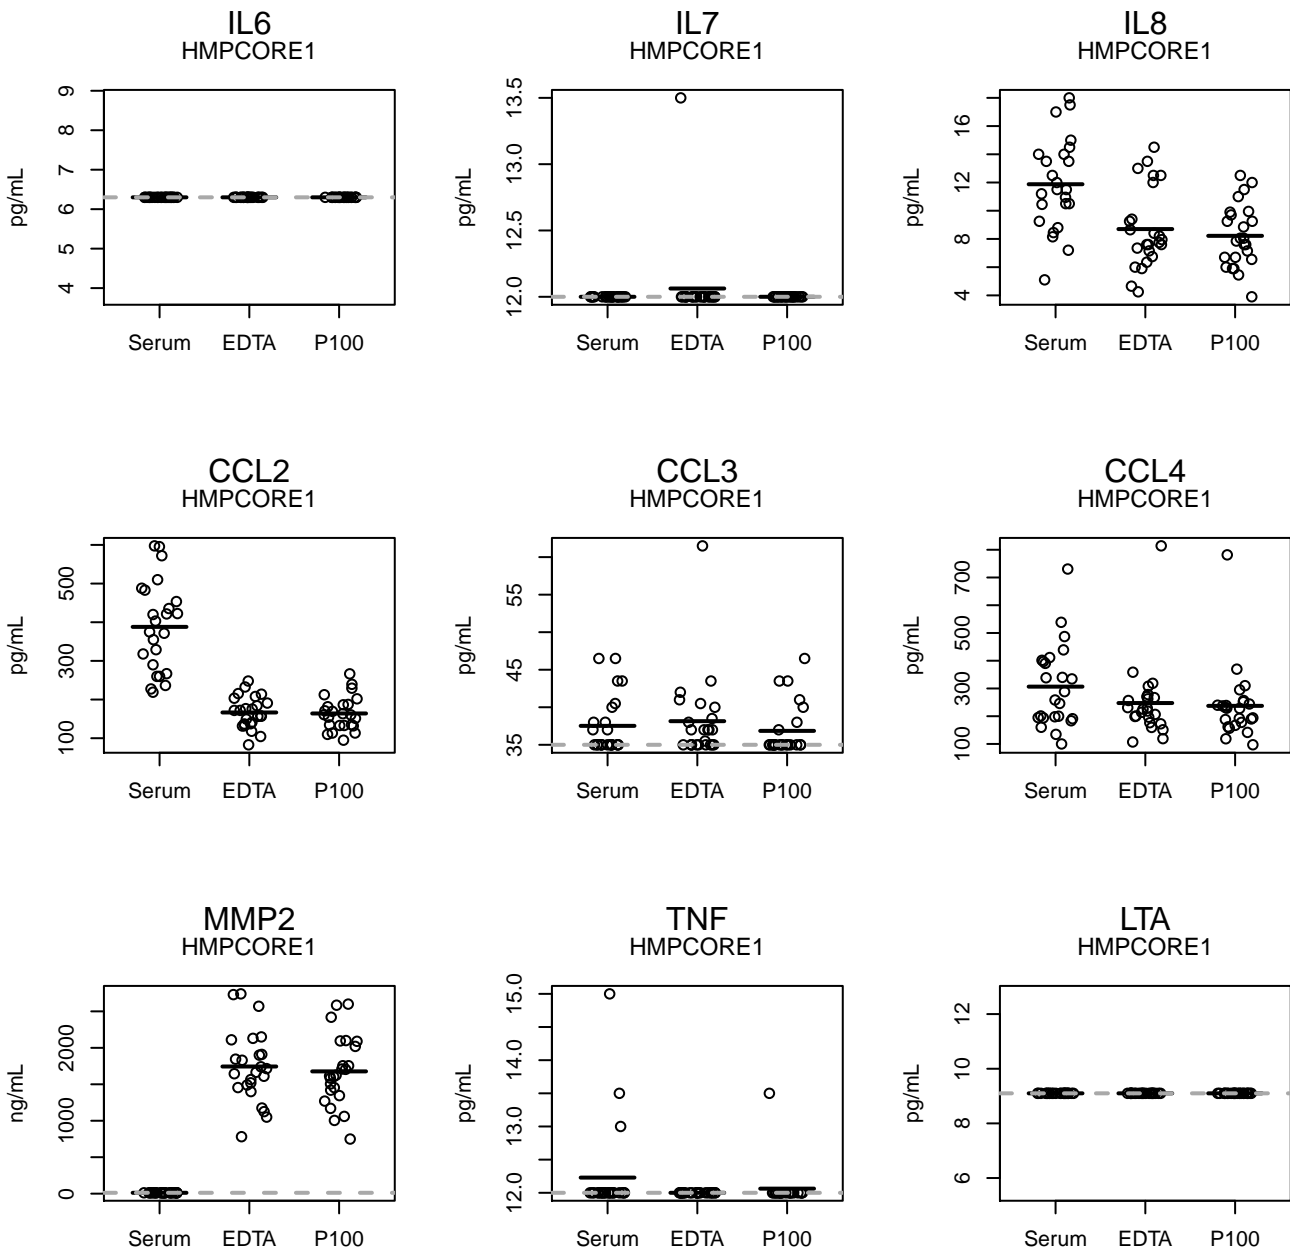 IL6
HMPCORE1
pg/mL
9
8
7
6
5
4
Serum EDTA P100
IL7
HMPCORE1
pg/mL
13.5
13.0
12.5
12.0
Serum EDTA P100
IL8
HMPCORE1
pg/mL
16
12
8
4
Serum EDTA P100
CCL2
HMPCORE1
pg/mL
500
300
100
Serum EDTA P100
CCL3
HMPCORE1
pg/mL
55
45
35
Serum EDTA P100
CCL4
HMPCORE1
pg/mL
700
500
300
100
Serum EDTA P100
MMP2
HMPCORE1
ng/mL
2000
1000
0
Serum EDTA P100
TNF
HMPCORE1
pg/mL
15.0
14.0
13.0
12.0
Serum EDTA P100
LTA
HMPCORE1
pg/mL
12
10
8
6
Serum EDTA P100